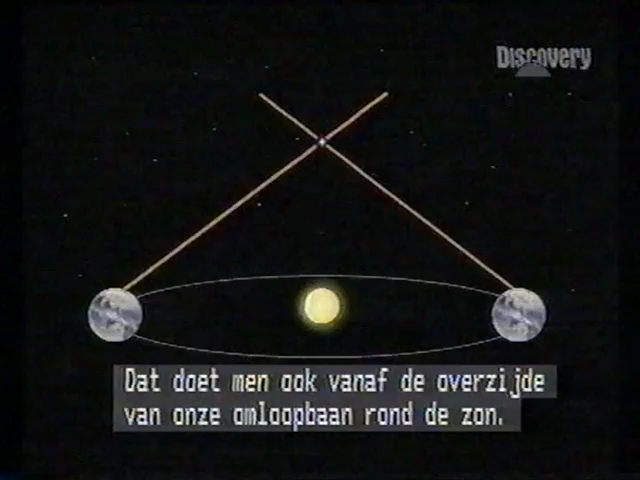 Discovery
Dat doet men ook vanaf de overzijde
van onze omloopbaan rond de zon.